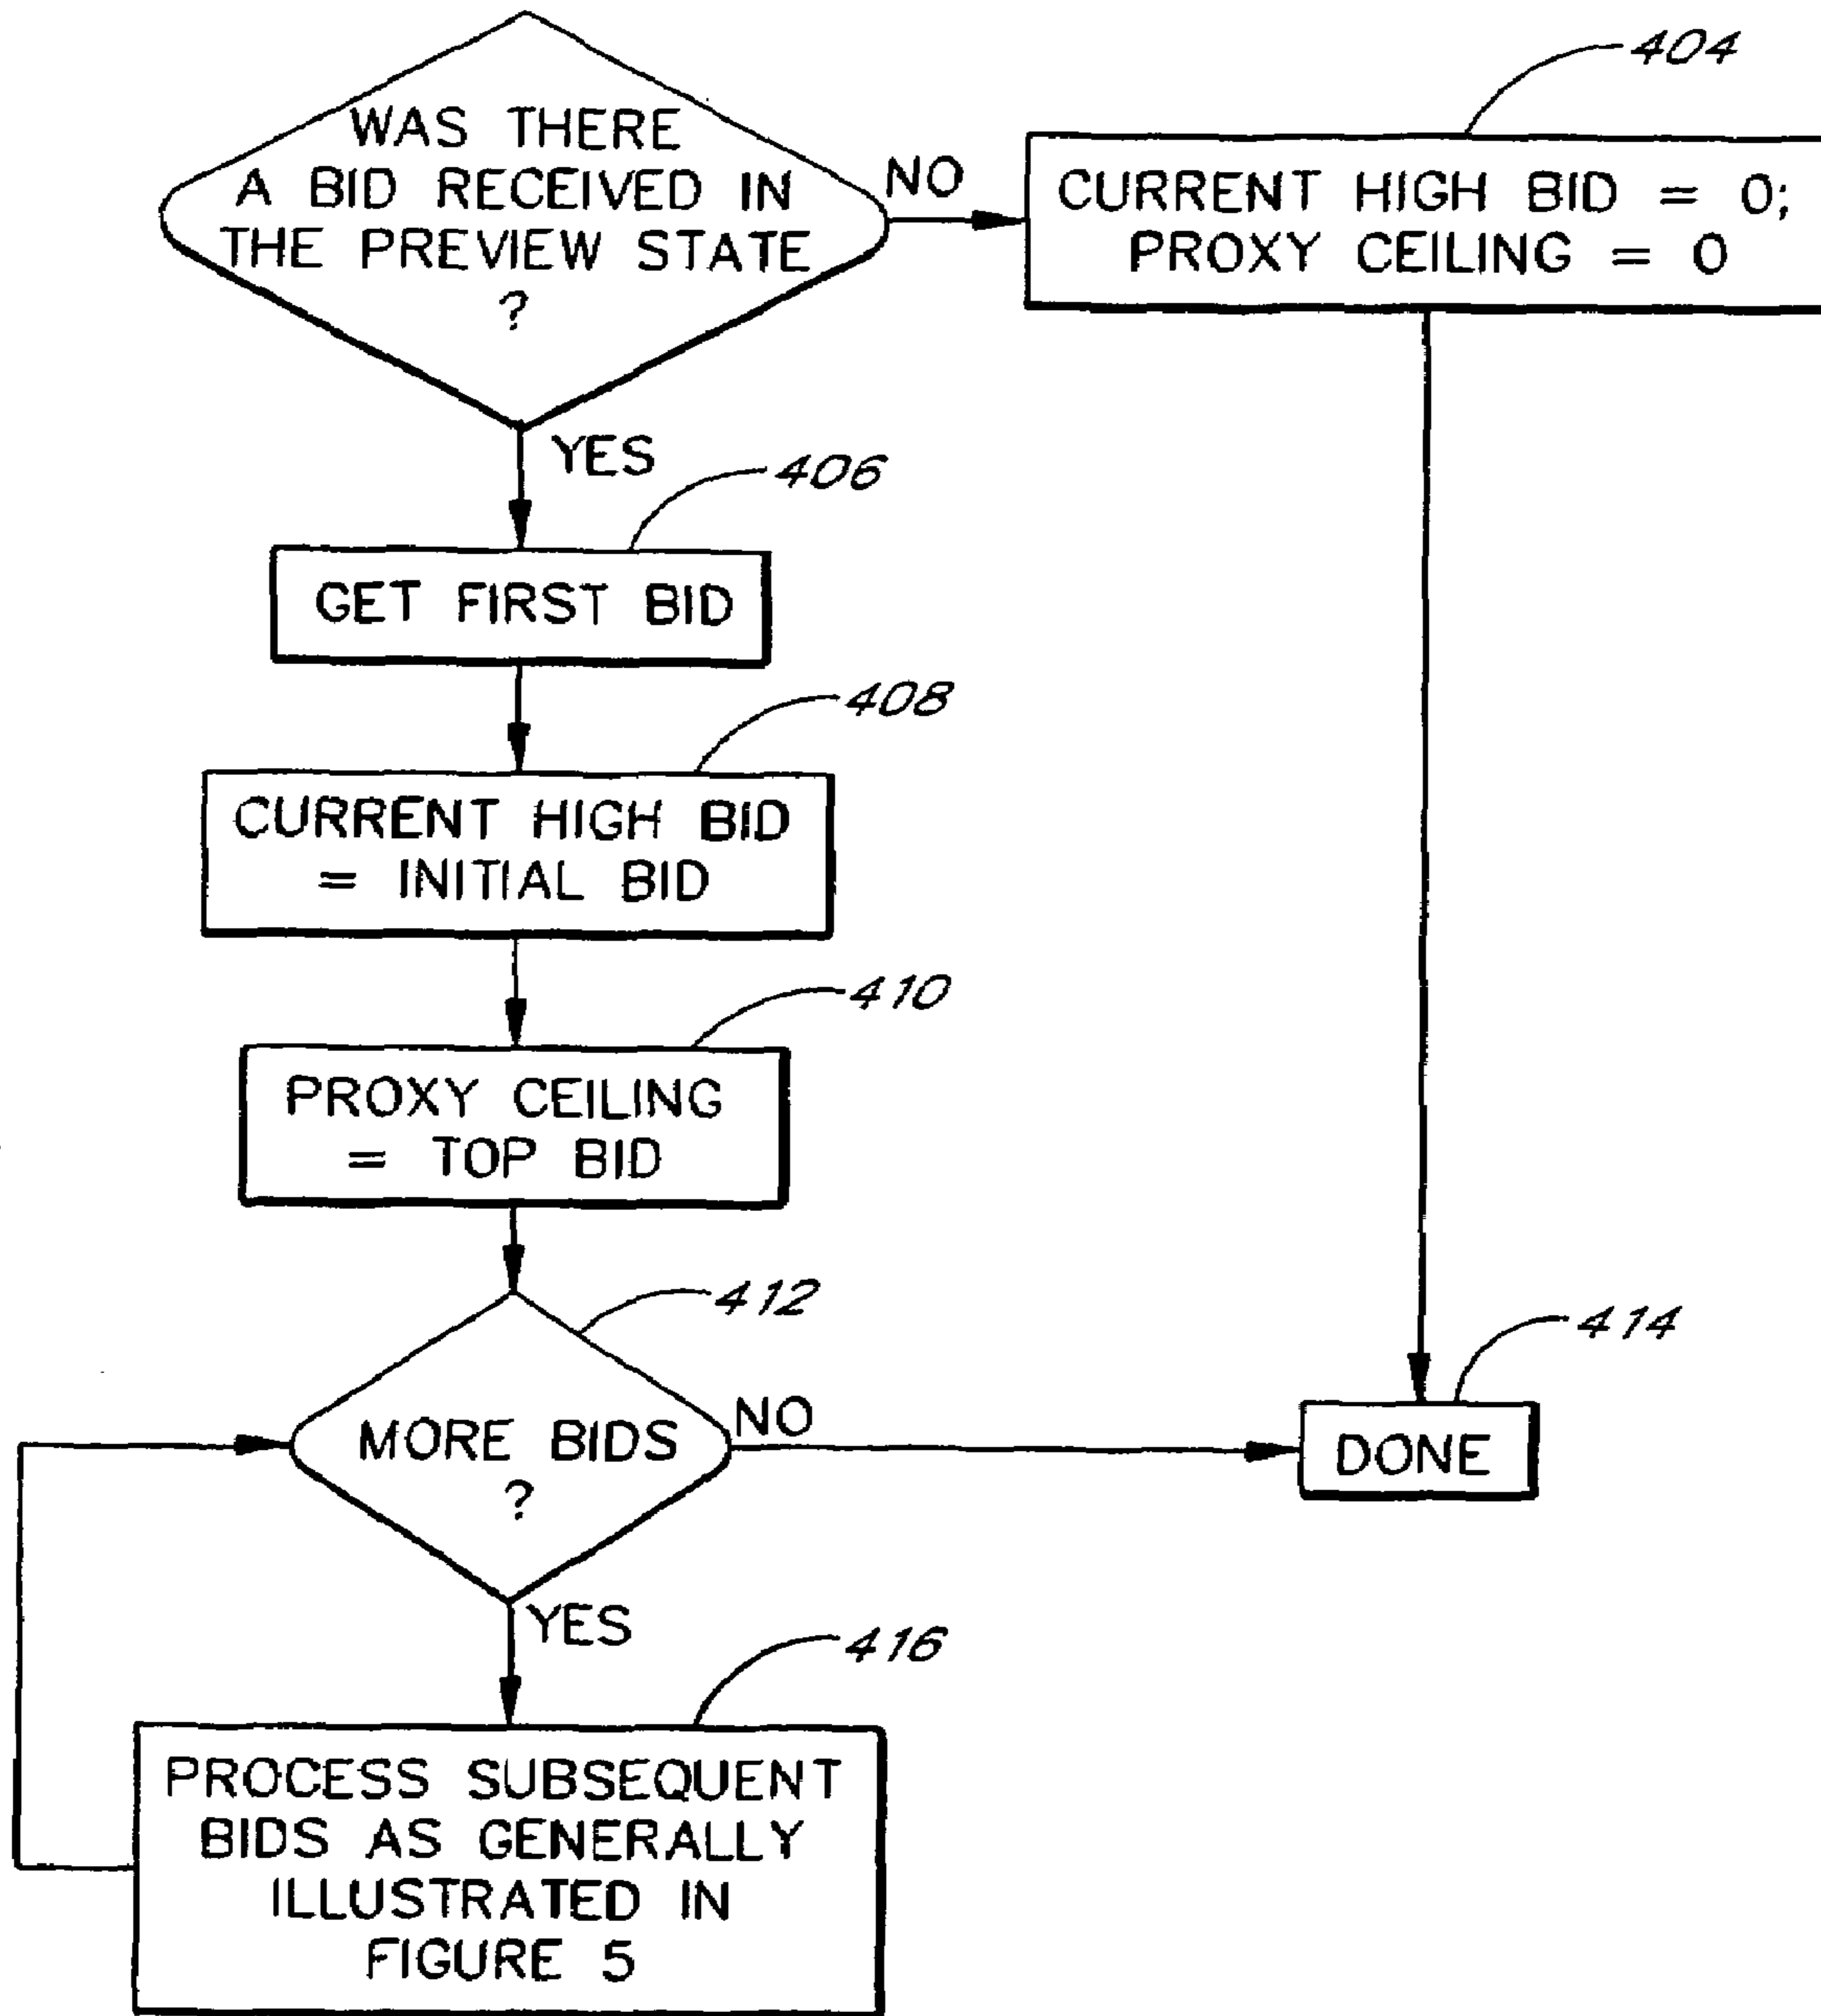 WAS THERE
A BID RECEIVED IN
THE PREVIEW STATE
?
NO
404
CURRENT HIGH BID = 0;
PROXY CEILING = 0
YES
406
GET FIRST BID
408
CURRENT HIGH BID
= INITIAL BID
410
PROXY CEILING
= TOP BID
412
MORE BIDS
?
NO
414
DONE
YES
416
PROCESS SUBSEQUENT
BIDS AS GENERALLY
ILLUSTRATED IN
FIGURE 5